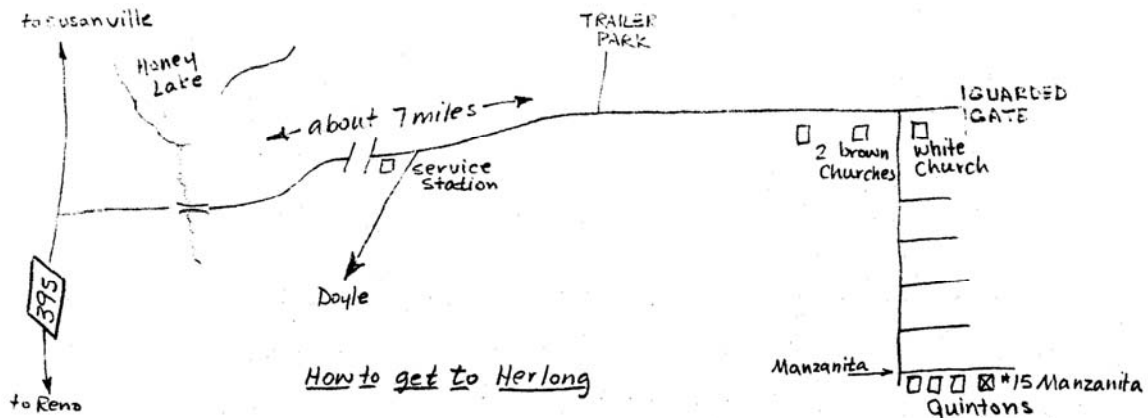 to Susanville
Honey
Lake
about 7 miles
TRAILER
PARK
GUARDED
GATE
service
station
2 brown
Churches
white
Church
395
Doyle
How to get to Herlong
to Reno
Manzanita
#15 Manzanita
Quintons